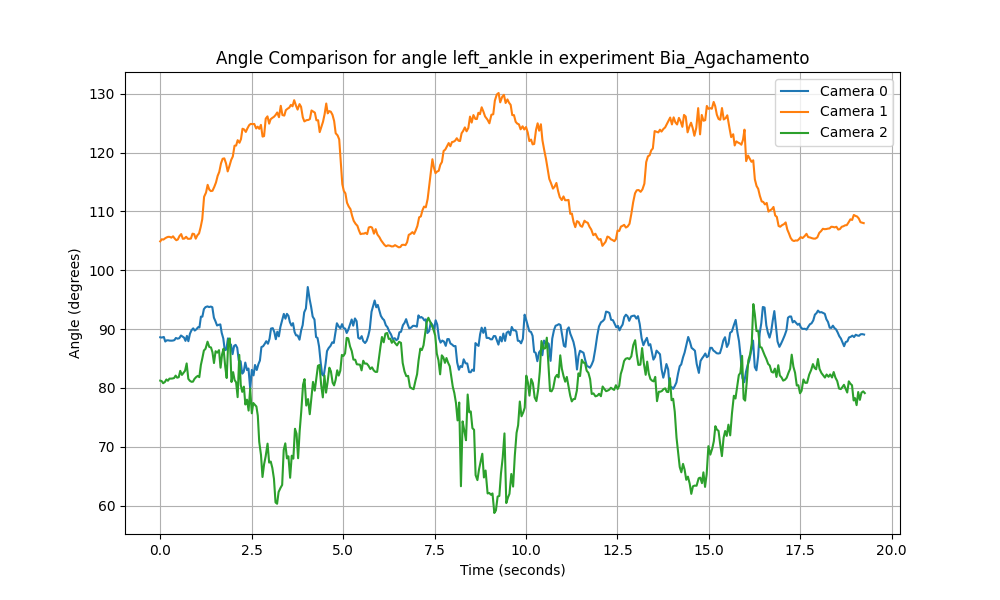 Angle Comparison for angle left_ankle in experiment Bia_Agachamento
Camera 0
Camera 1
Camera 2
Angle (degrees)
130
120
110
100
90
80
70
60
0.0 2.5 5.0 7.5 10.0 12.5 15.0 17.5 20.0
Time (seconds)